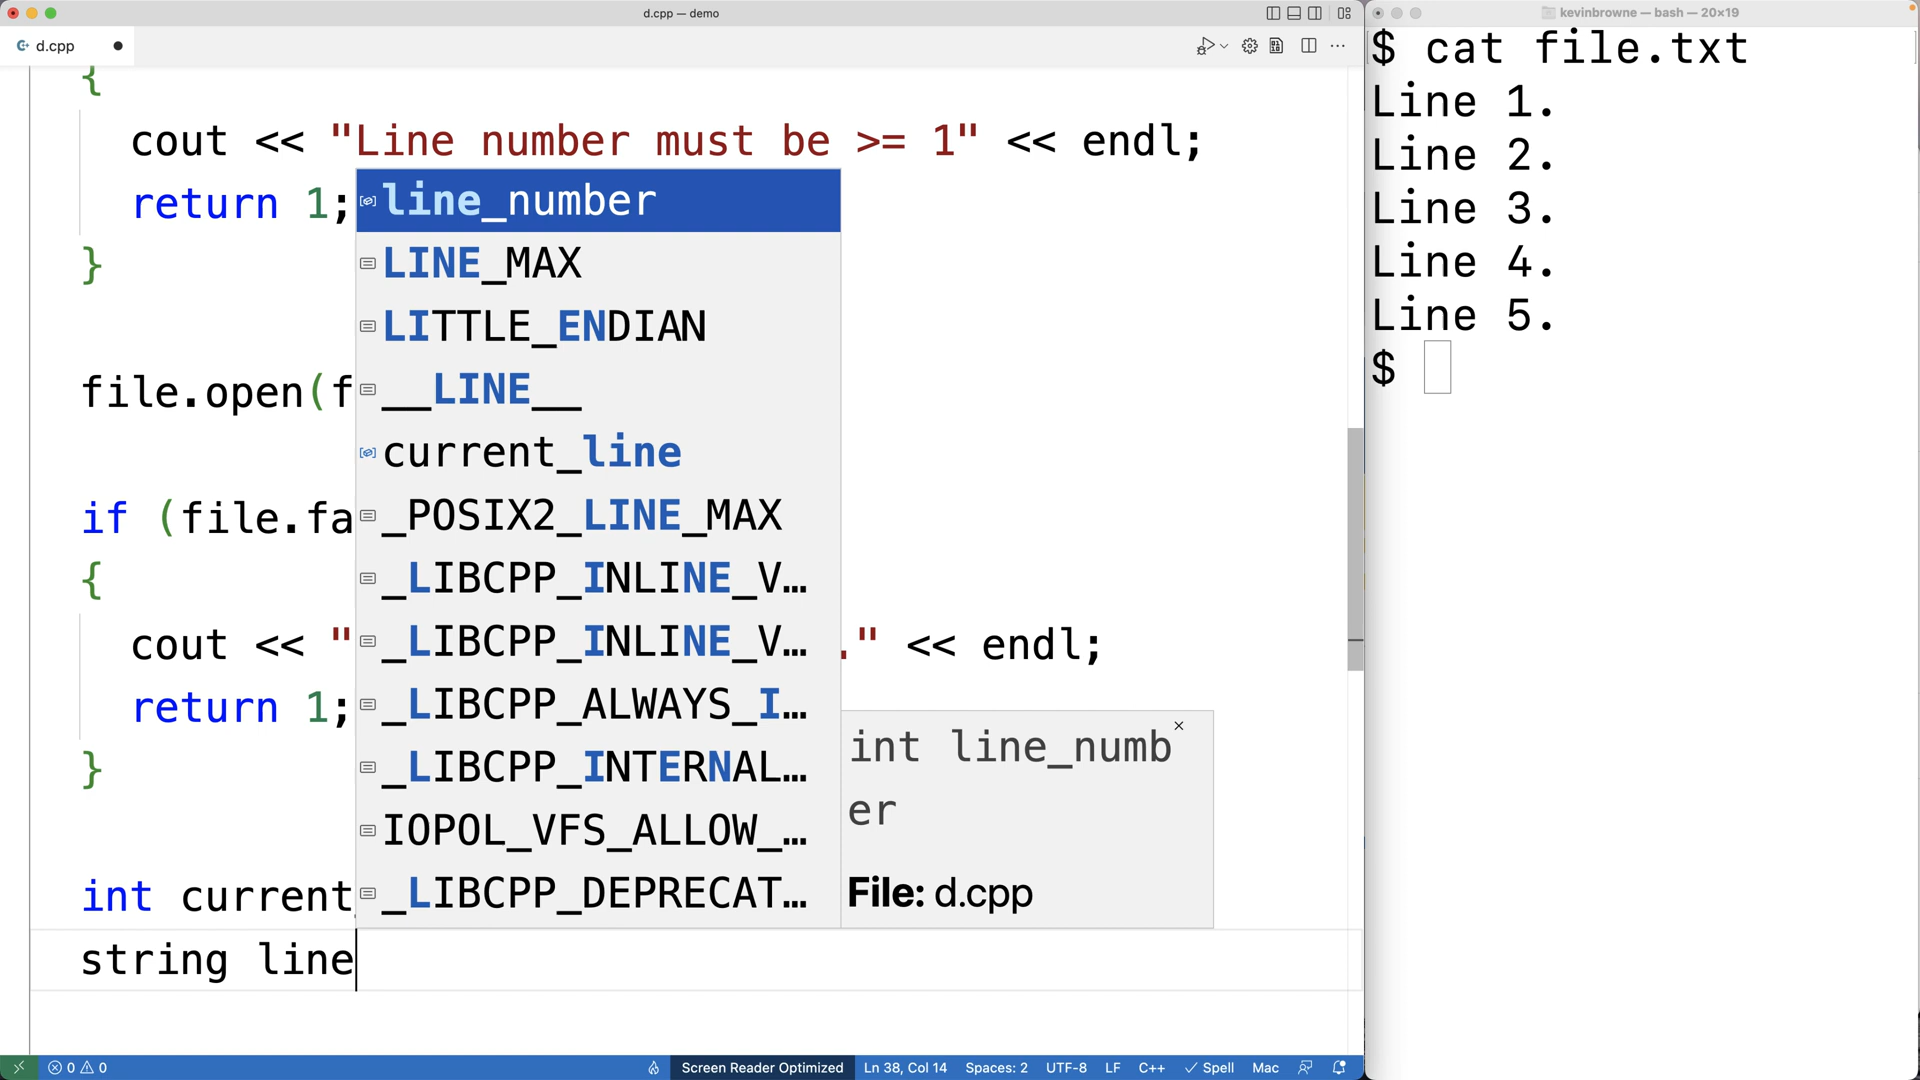 d.cpp — demo
d.cpp
{
cout << "Line number must be >= 1" << endl;
return 1;
}
file.open(f
if (file.fa
{
cout << " ." << endl;
return 1;
}
int current_
string line
line_number
LINE_MAX
LITTLE_ENDIAN
__LINE__
current_line
_POSIX2_LINE_MAX
_LIBCPP_INLINE_V…
_LIBCPP_INLINE_V…
_LIBCPP_ALWAYS_I…
_LIBCPP_INTERNAL…
IOPOL_VFS_ALLOW_…
_LIBCPP_DEPRECAT…
int line_numb
er
File: d.cpp
0 0 Screen Reader Optimized Ln 38, Col 14 Spaces: 2 UTF-8 LF C++ Spell Mac
kevinbrowne — bash — 20×19
$ cat file.txt
Line 1.
Line 2.
Line 3.
Line 4.
Line 5.
$